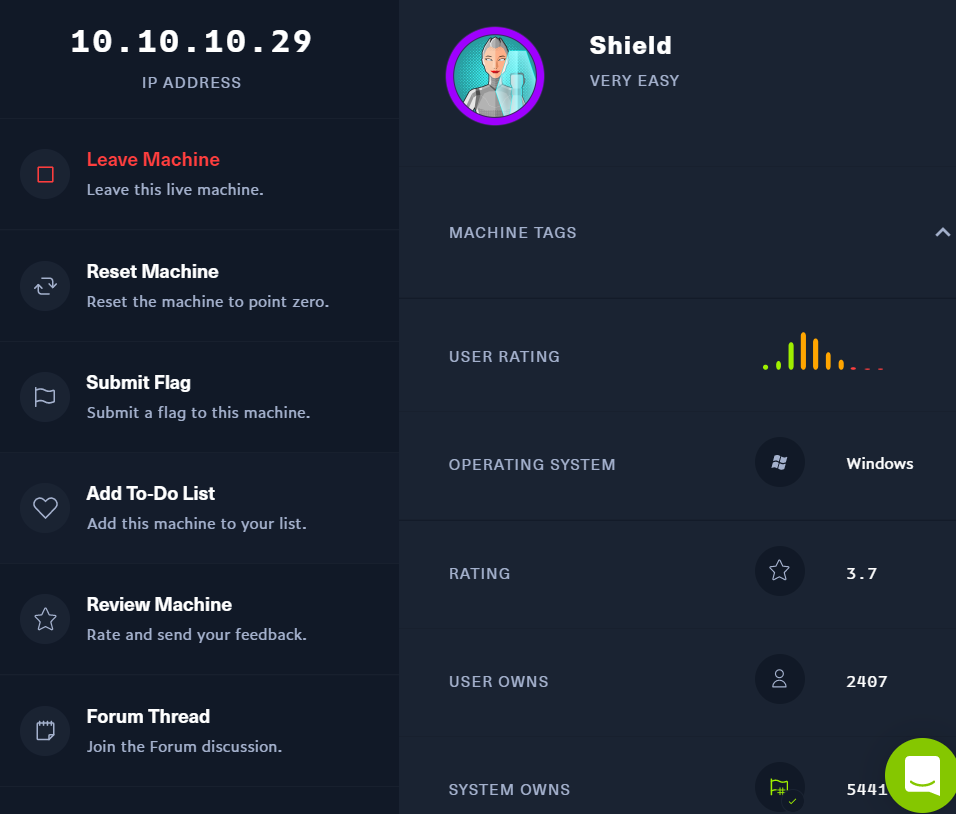 10.10.10.29
IP ADDRESS
Leave Machine
Leave this live machine.
Reset Machine
Reset the machine to point zero.
Submit Flag
Submit a flag to this machine.
Add To-Do List
Add this machine to your list.
Review Machine
Rate and send your feedback.
Forum Thread
Join the Forum discussion.
Shield
VERY EASY
MACHINE TAGS
USER RATING
OPERATING SYSTEM Windows
RATING 3.7
USER OWNS 2407
SYSTEM OWNS 5441